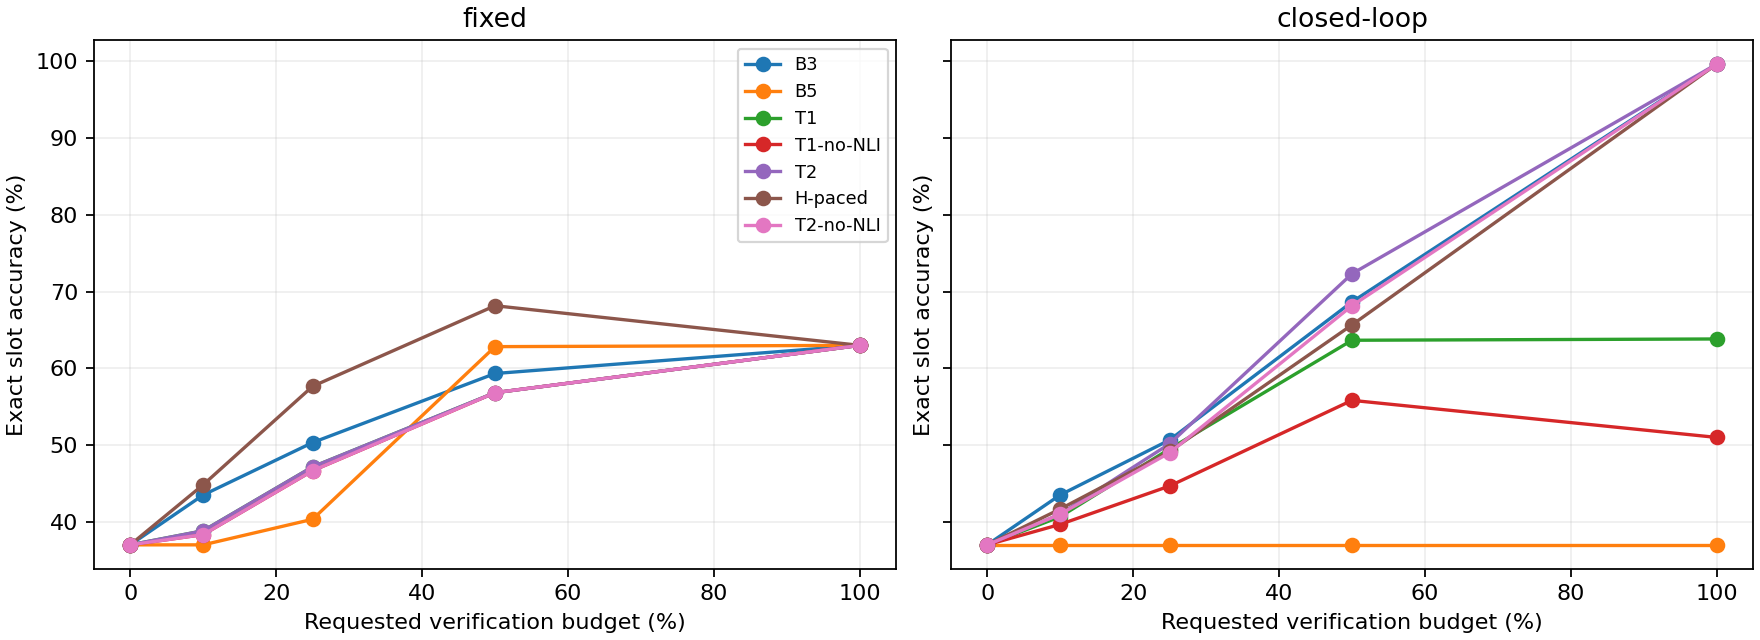 fixed
closed-loop
Exact slot accuracy (%)
100
90
80
70
60
50
40
B3
B5
T1
T1-no-NLI
T2
H-paced
T2-no-NLI
0
20
40
60
80
100
Requested verification budget (%)
Exact slot accuracy (%)
0
20
40
60
80
100
Requested verification budget (%)